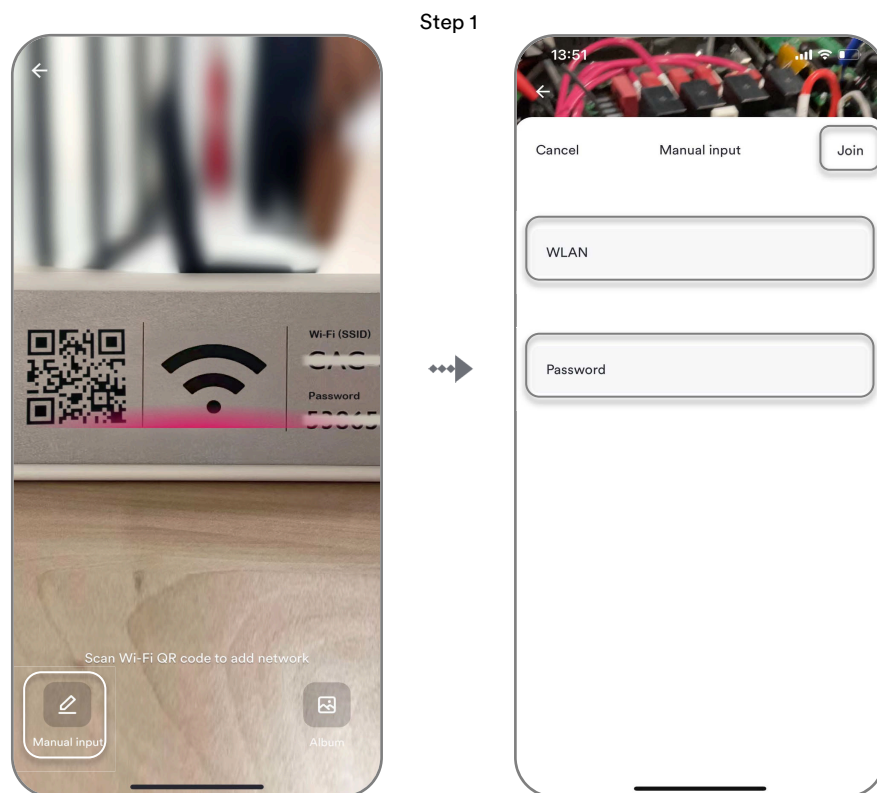 Step 1
Wi-Fi (SSID)
Password
Scan Wi-Fi QR code to add network
Manual input
Album
13:51
Cancel Manual input Join
WLAN
Password